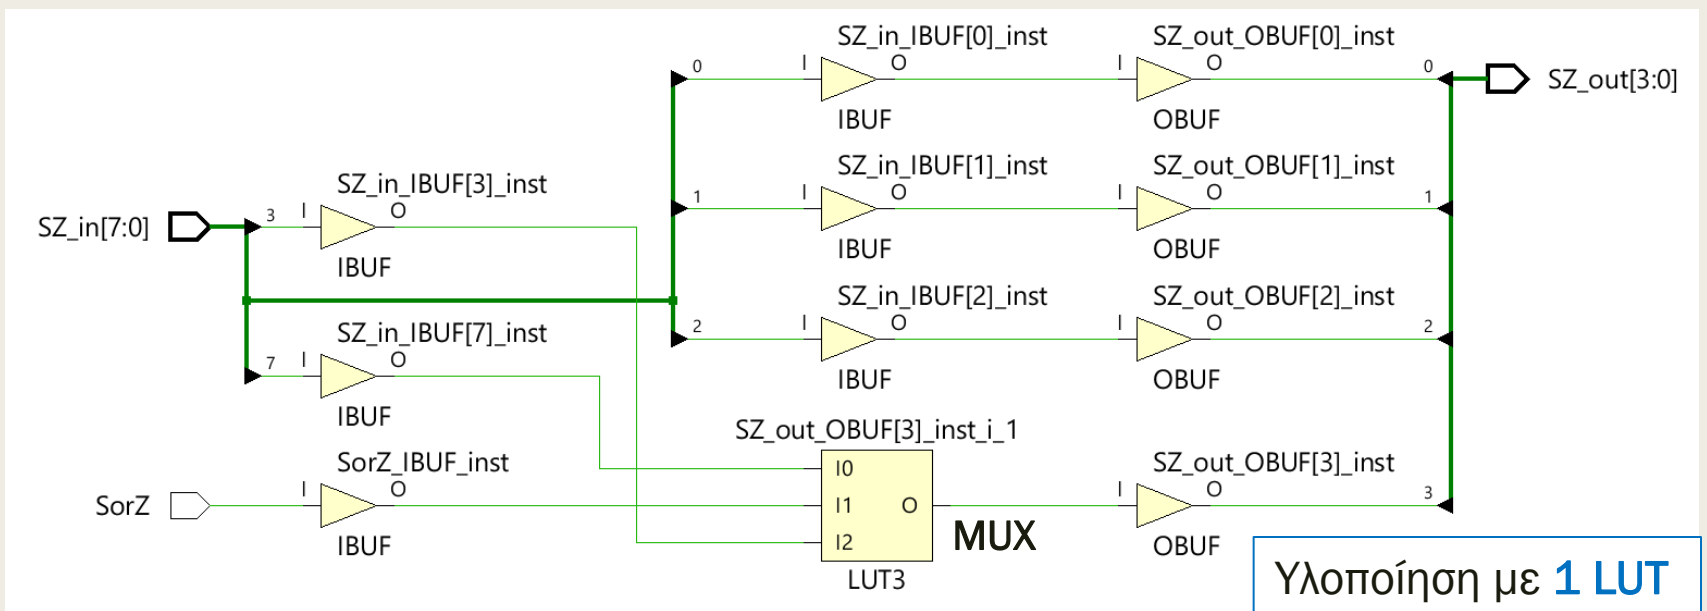 SZ_in_IBUF[0]_inst
SZ_out_OBUF[0]_inst
0
I
O
I
O
0
SZ_out[3:0]
IBUF
OBUF
SZ_in_IBUF[1]_inst
SZ_out_OBUF[1]_inst
SZ_in_IBUF[3]_inst
1
I
O
I
O
1
SZ_in[7:0]
3
I
O
IBUF
OBUF
IBUF
SZ_in_IBUF[2]_inst
SZ_out_OBUF[2]_inst
SZ_in_IBUF[7]_inst
2
I
O
I
O
2
7
I
O
IBUF
OBUF
IBUF
SZ_out_OBUF[3]_inst_i_1
SorZ_IBUF_inst
SZ_out_OBUF[3]_inst
I0
SorZ
I
O
I1
O
I
O
3
I2
MUX
IBUF
OBUF
LUT3
Υλοποίηση με 1 LUT